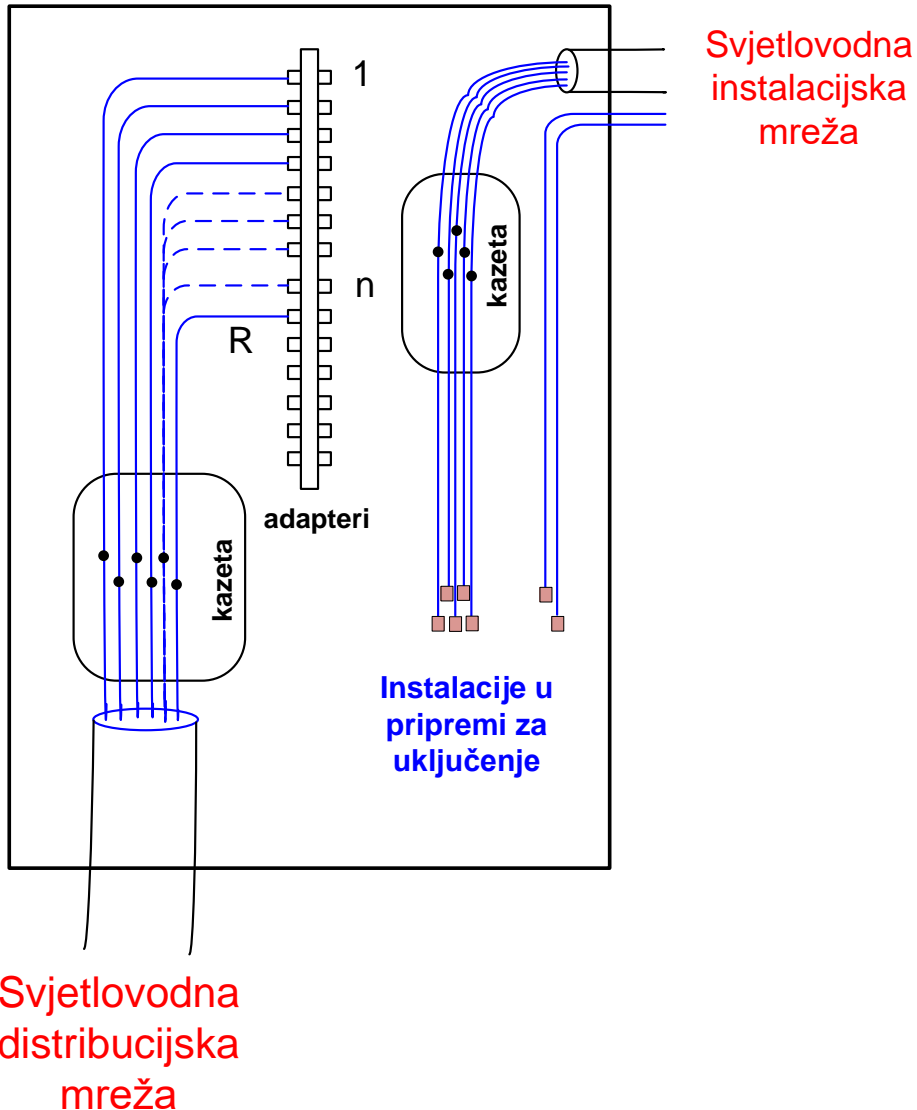 1
Svjetlovodna
instalacijska
mreža
kazeta
n
R
adapteri
kazeta
Instalacije u
pripremi za
uključenje
Svjetlovodna
distribucijska
mreža